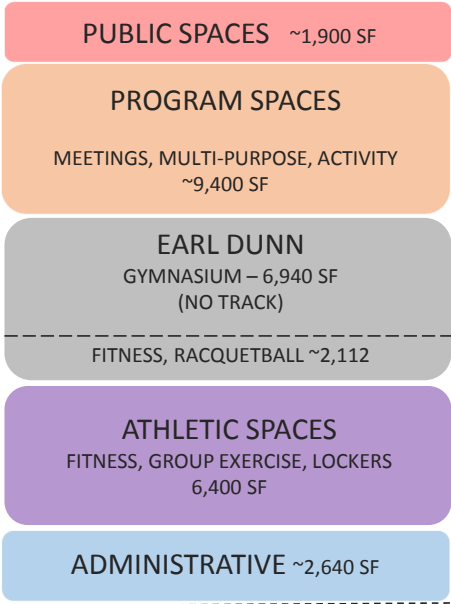 PUBLIC SPACES ~1,900 SF
PROGRAM SPACES
MEETINGS, MULTI-PURPOSE, ACTIVITY
~9,400 SF
EARL DUNN
GYMNASIUM – 6,940 SF
(NO TRACK)
FITNESS, RACQUETBALL ~2,112
ATHLETIC SPACES
FITNESS, GROUP EXERCISE, LOCKERS
6,400 SF
ADMINISTRATIVE ~2,640 SF